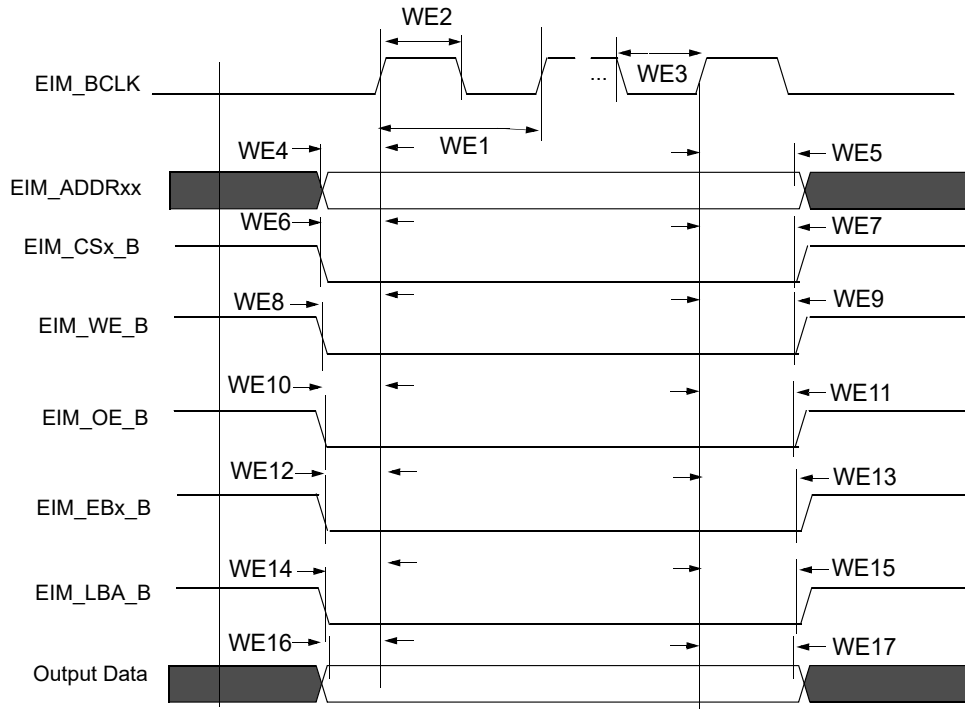 WE2
EIM_BCLK
...
WE3
WE1
WE4
WE5
EIM_ADDRxx
WE6
WE7
EIM_CSx_B
WE8
WE9
EIM_WE_B
WE10
WE11
EIM_OE_B
WE12
WE13
EIM_EBx_B
WE14
WE15
EIM_LBA_B
WE16
WE17
Output Data